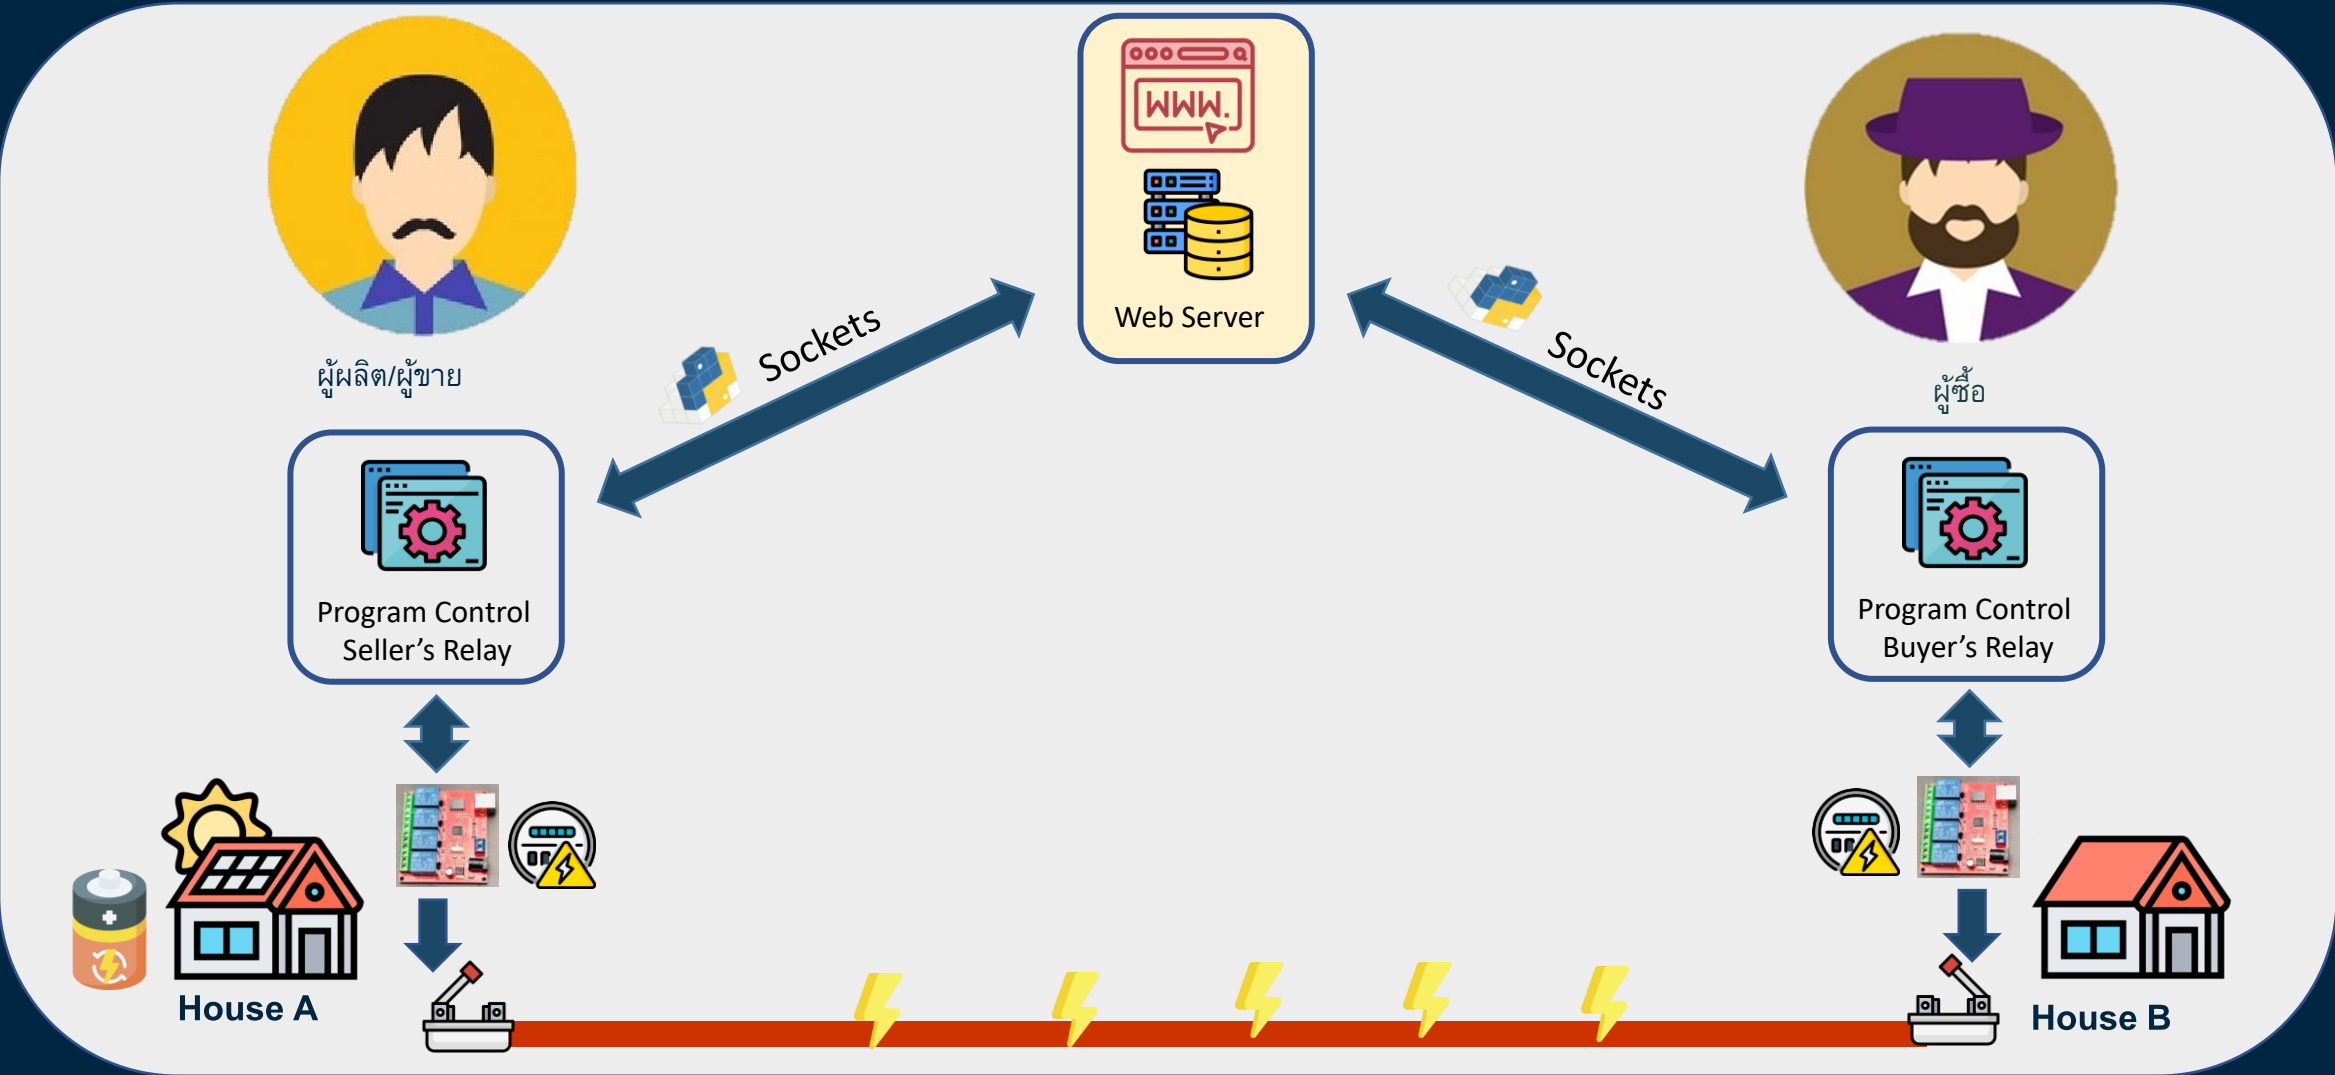 WWW.
Web Server
Sockets
Sockets
ผู้ผลิต/ผู้ขาย
ผู้ซื้อ
Program Control
Seller's Relay
Program Control
Buyer's Relay
House A
House B